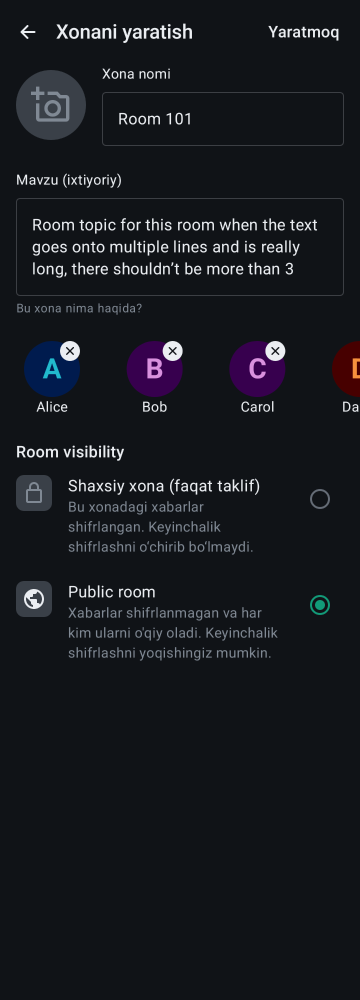 Xonani yaratish
Yaratmoq
Xona nomi
Room 101
Mavzu (ixtiyoriy)
Room topic for this room when the text
goes onto multiple lines and is really
long, there shouldn’t be more than 3
Bu xona nima haqida?
A
B
C
Alice
Bob
Carol
Da
Room visibility
Shaxsiy xona (faqat taklif)
Bu xonadagi xabarlar
shifrlangan. Keyinchalik
shifrlashni o‘chirib bo‘lmaydi.
Public room
Xabarlar shifrlanmagan va har
kim ularni o'qiy oladi. Keyinchalik
shifrlashni yoqishingiz mumkin.